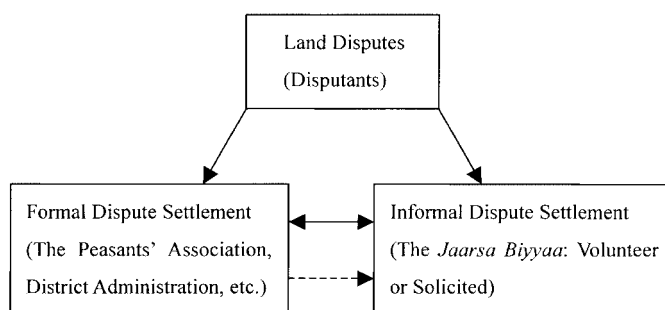 Land Disputes
(Disputants)
Formal Dispute Settlement
(The Peasants' Association,
District Administration, etc.)
Informal Dispute Settlement
(The Jaarsa Biyyaa: Volunteer
or Solicited)